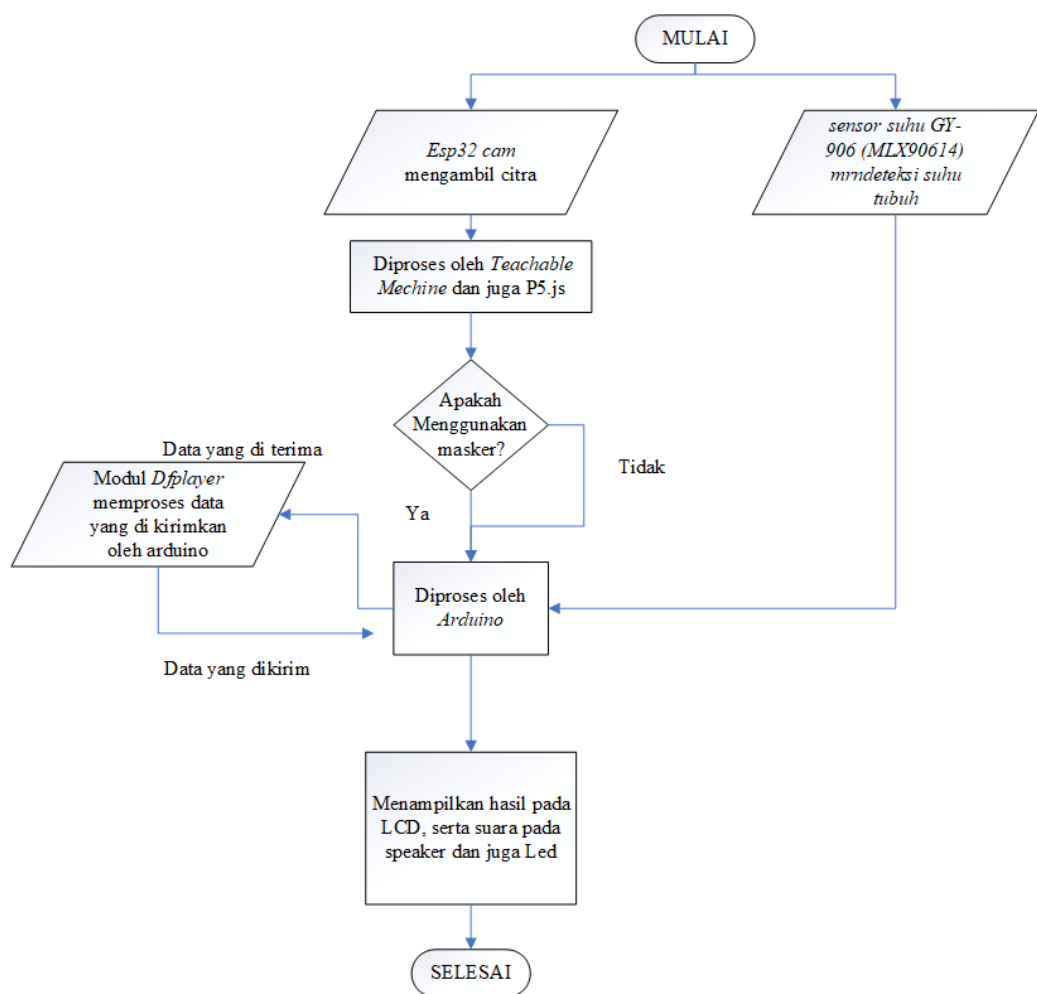 MULAI
Esp32 cam
mengambil citra
sensor suhu GY-
906 (MLX90614)
mrndeteksi suhu
tubuh
Diproses oleh Teachable
Mechine dan juga P5.js
Apakah
Menggunakan
masker?
Tidak
Ya
Data yang di terima
Modul Dfplayer
memproses data
yang di kirimkan
oleh arduino
Diproses oleh
Arduino
Data yang dikirim
Menampilkan hasil pada
LCD, serta suara pada
speaker dan juga Led
SELESAI